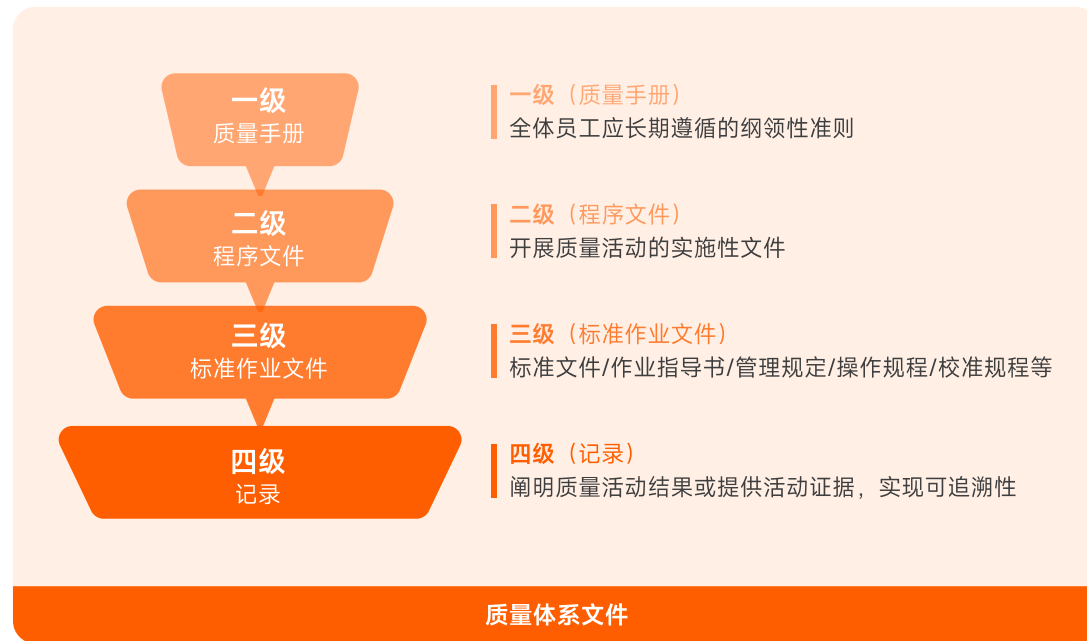 一级
质量手册
一级（质量手册）
全体员工应长期遵循的纲领性准则
二级
程序文件
二级（程序文件）
开展质量活动的实施性文件
三级
标准作业文件
三级（标准作业文件）
标准文件/作业指导书/管理规定/操作规程/校准规程等
四级
记录
四级（记录）
阐明质量活动结果或提供活动证据，实现可追溯性
质量体系文件